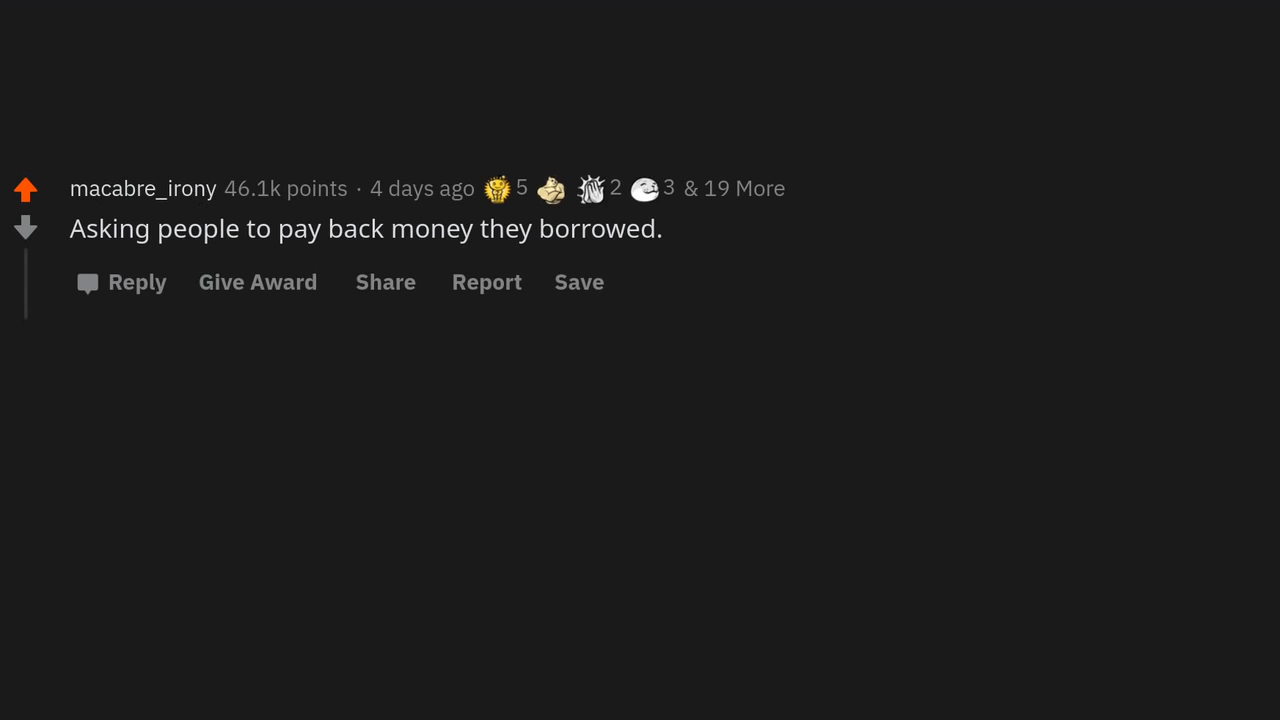 macabre_irony 46.1k points · 4 days ago 5 2 3 & 19 More
Asking people to pay back money they borrowed.
Reply Give Award Share Report Save